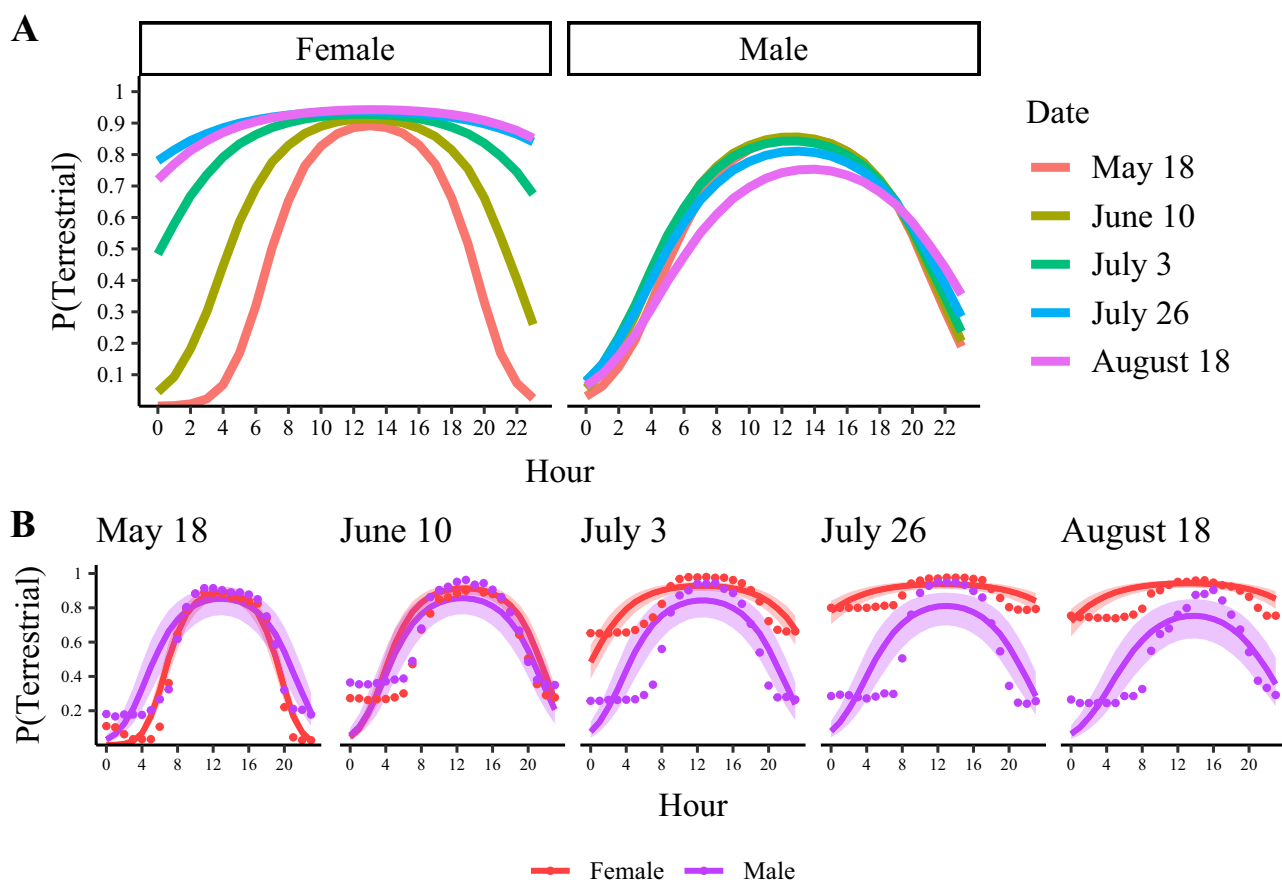 A
Female Male
P(Terrestrial)
1
0.9
0.8
0.7
0.6
0.5
0.4
0.3
0.2
0.1
0 2 4 6 8 10 12 14 16 18 20 22 0 2 4 6 8 10 12 14 16 18 20 22
Hour
Date
May 18
June 10
July 3
July 26
August 18
B
May 18 June 10 July 3 July 26 August 18
P(Terrestrial)
1
0.8
0.6
0.4
0.2
0 4 8 12 16 20 0 4 8 12 16 20 0 4 8 12 16 20 0 4 8 12 16 20 0 4 8 12 16 20
Hour
Female Male